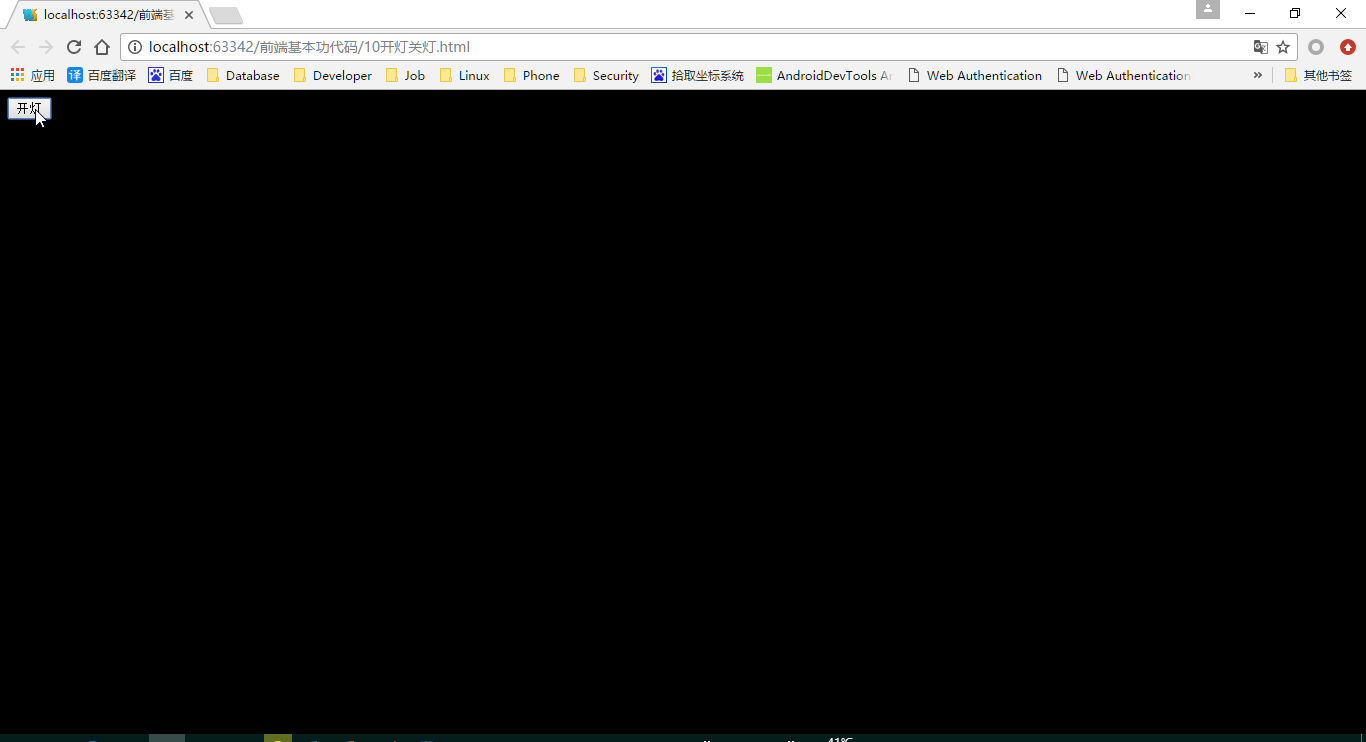 localhost:63342/前端基
localhost:63342/前端基本功代码/10开灯关灯.html
应用 百度翻译 百度 Database Developer Job Linux Phone Security 拾取坐标系统 AndroidDevTools Web Authentication Web Authentication » 其他书签
开灯
41°C